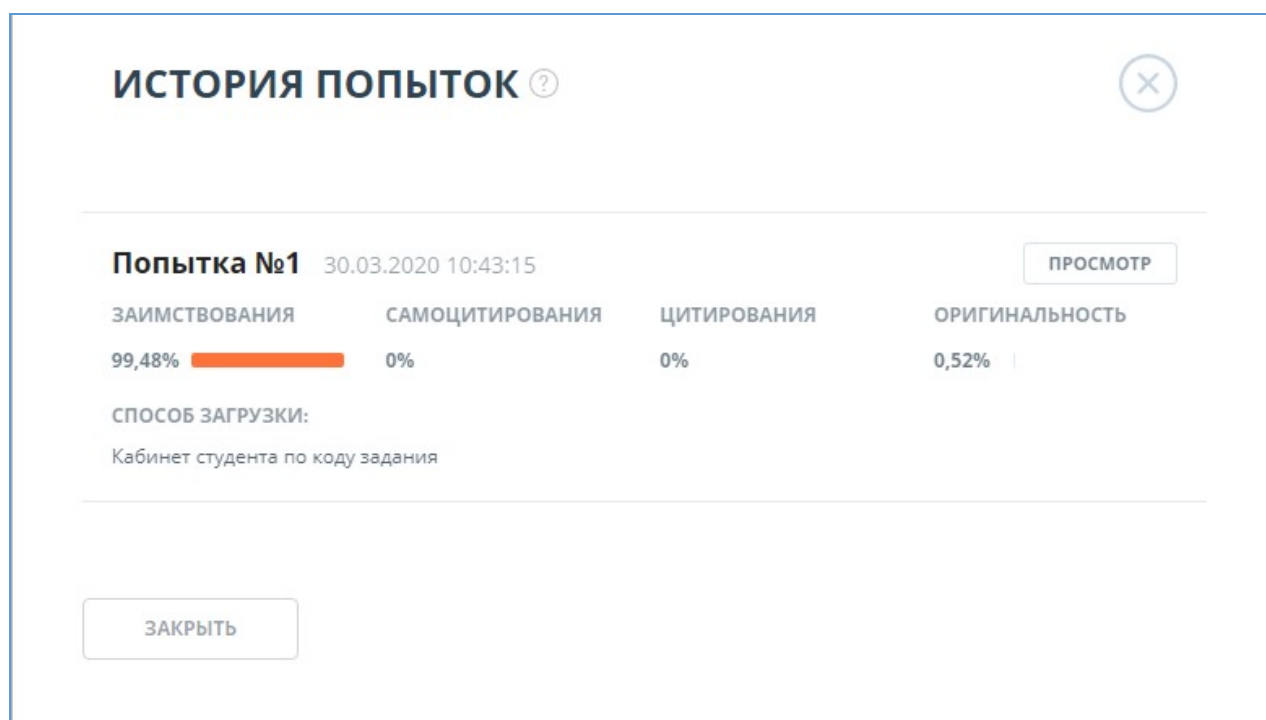 ИСТОРИЯ ПОПЫТОК ?
Попытка №1 30.03.2020 10:43:15 ПРОСМОТР
ЗАИМСТВОВАНИЯ САМОЦИТИРОВАНИЯ ЦИТИРОВАНИЯ ОРИГИНАЛЬНОСТЬ
99,48% 0% 0% 0,52%
СПОСОБ ЗАГРУЗКИ:
Кабинет студента по коду задания
ЗАКРЫТЬ